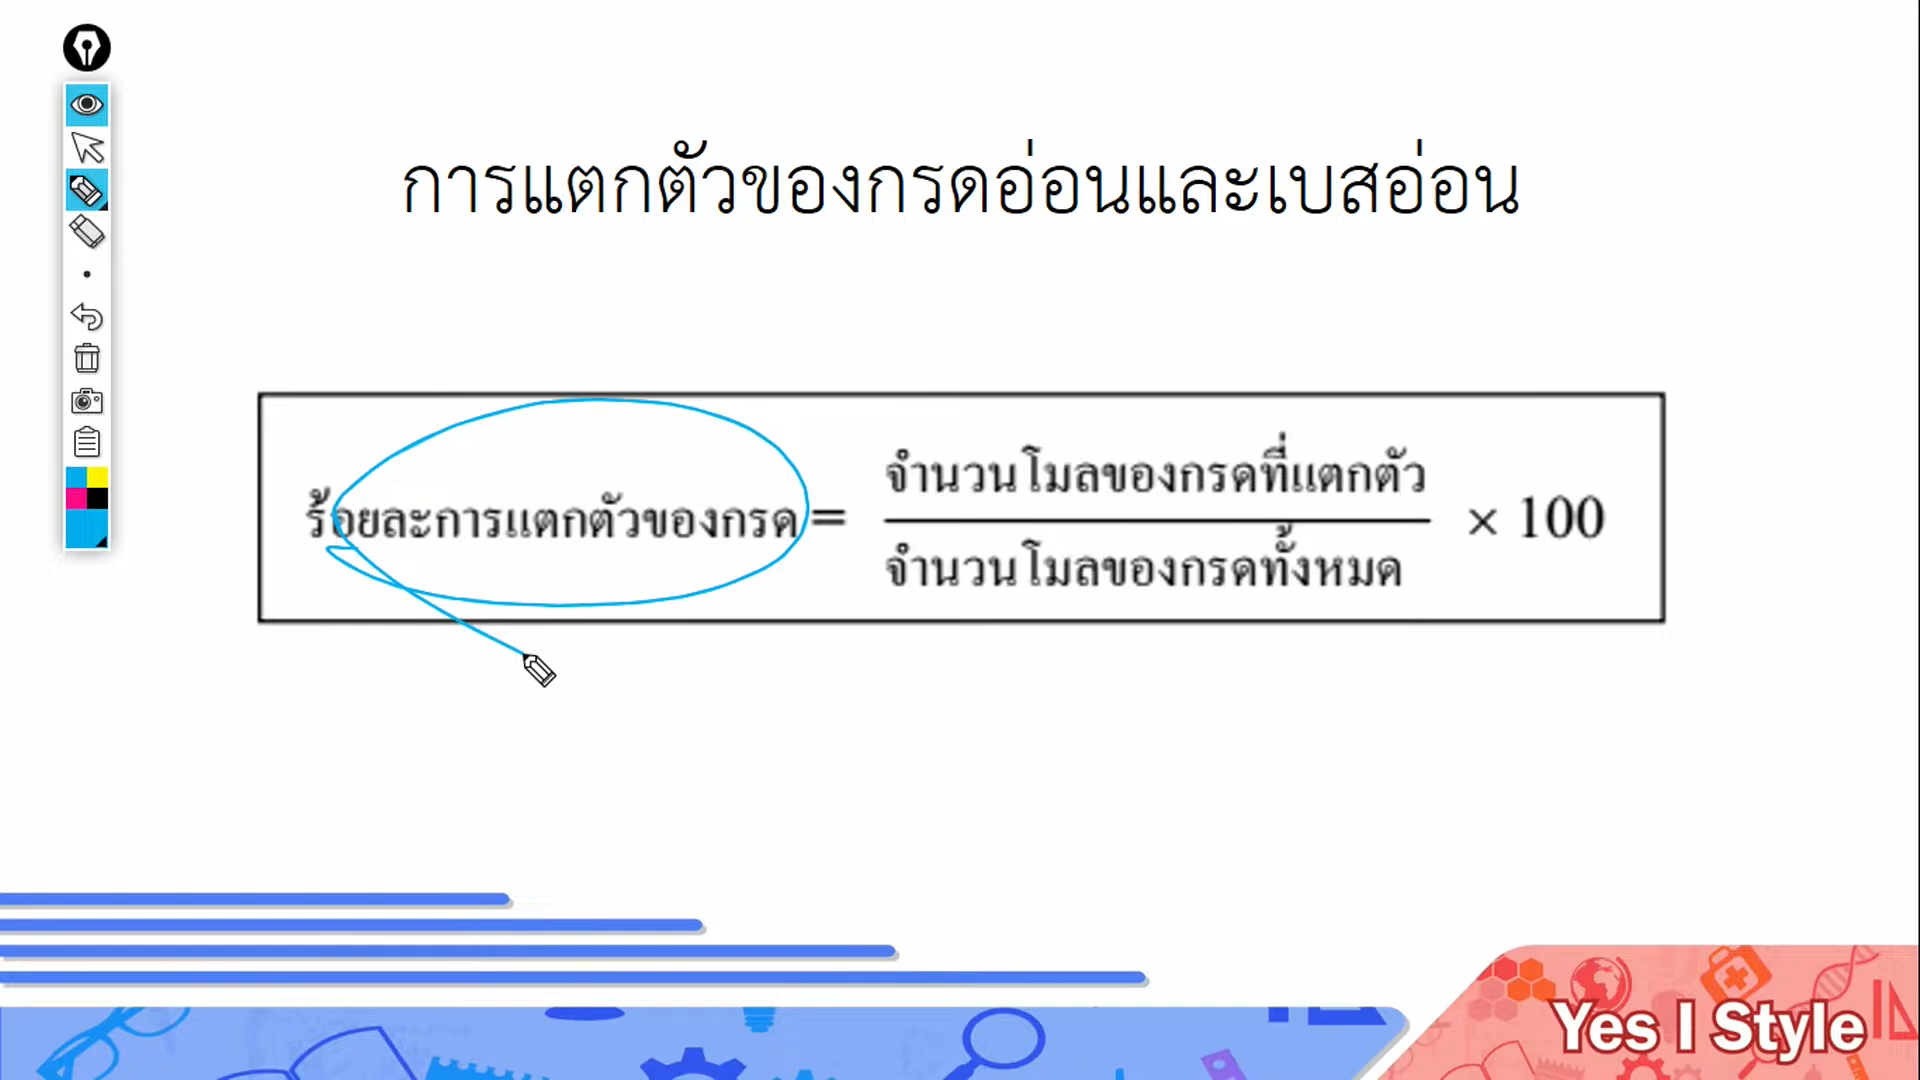 การแตกตัวของกรดอ่อนและเบสอ่อน
ร้อยละการแตกตัวของกรด = จำนวนโมลของกรดที่แตกตัว / จำนวนโมลของกรดทั้งหมด × 100
Yes I Style